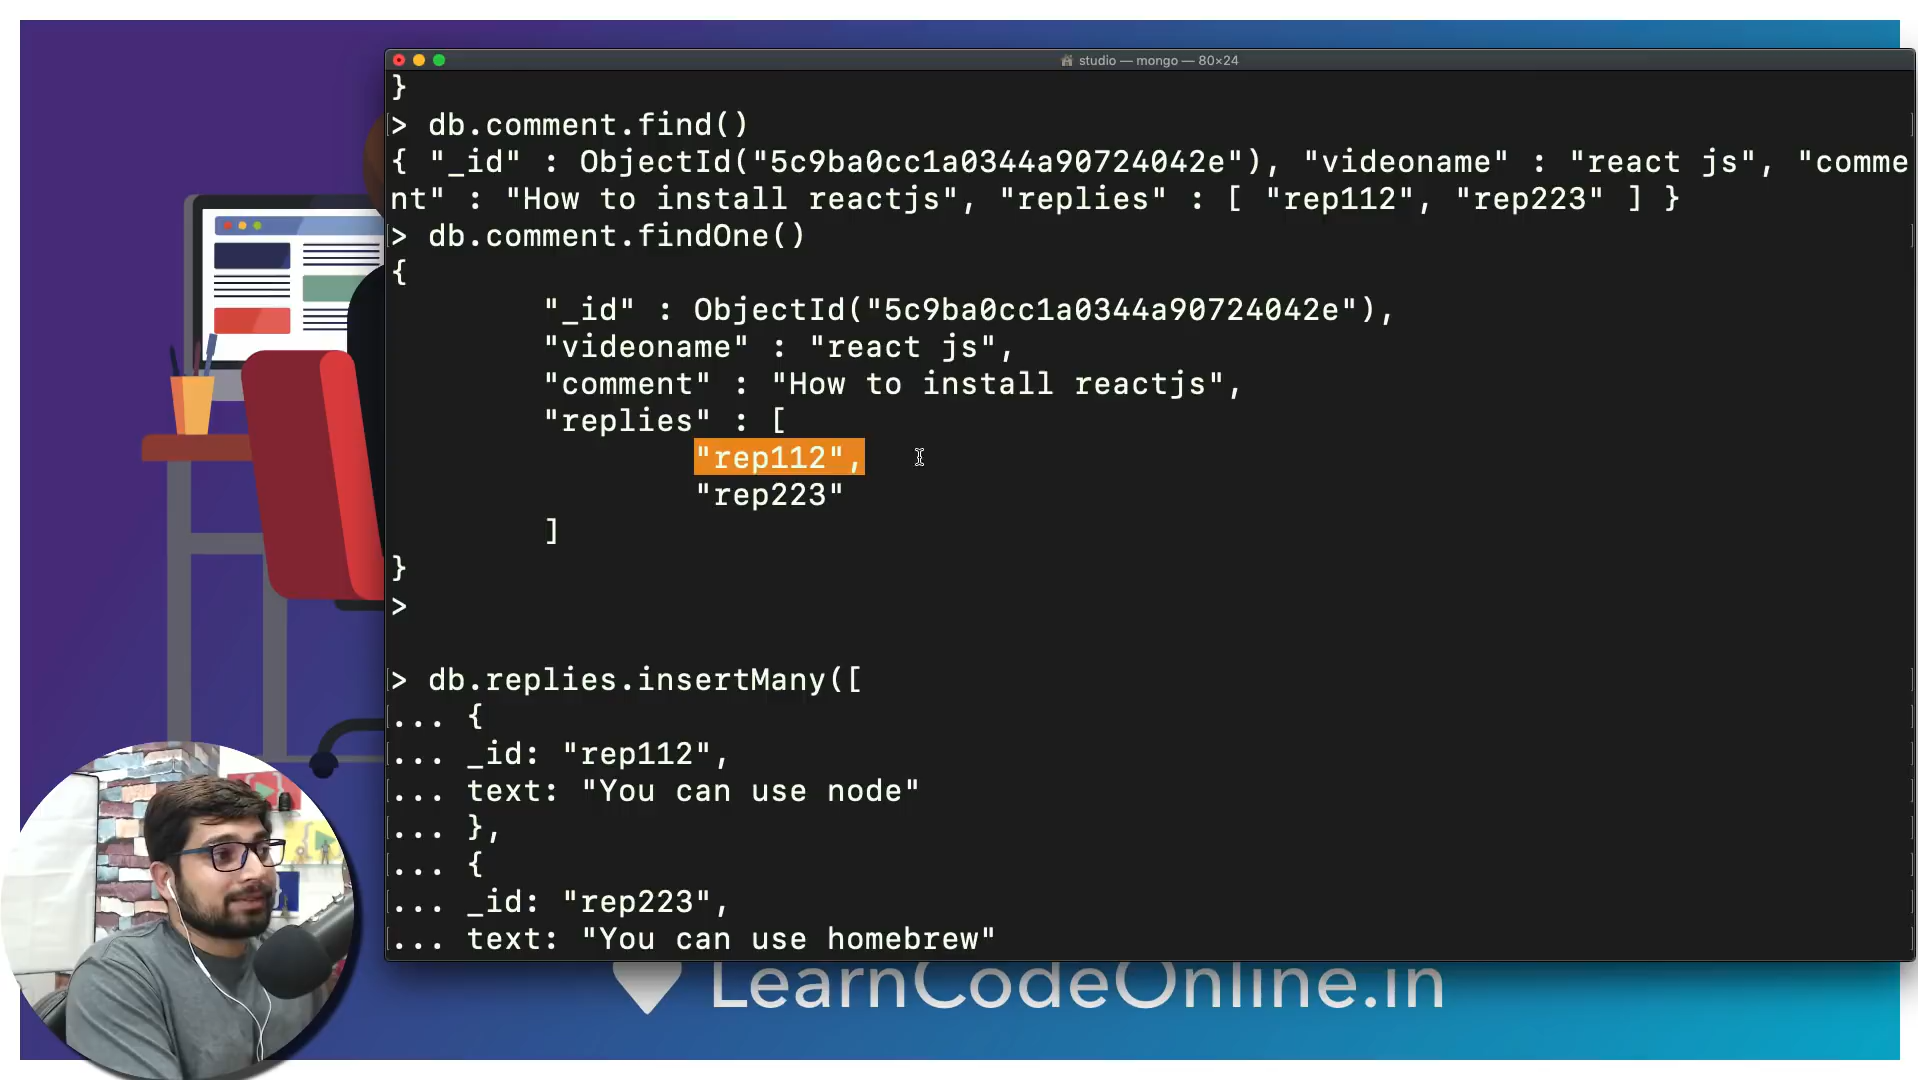 studio — mongo — 80×24
}
> db.comment.find()
{ "_id" : ObjectId("5c9ba0cc1a0344a90724042e"), "videoname" : "react js", "comme
nt" : "How to install reactjs", "replies" : [ "rep112", "rep223" ] }
> db.comment.findOne()
{
"_id" : ObjectId("5c9ba0cc1a0344a90724042e"),
"videoname" : "react js",
"comment" : "How to install reactjs",
"replies" : [
"rep112",
"rep223"
]
}
>
> db.replies.insertMany([
... {
... _id: "rep112",
... text: "You can use node"
... },
... {
... _id: "rep223",
... text: "You can use homebrew"
LearnCodeOnline.in